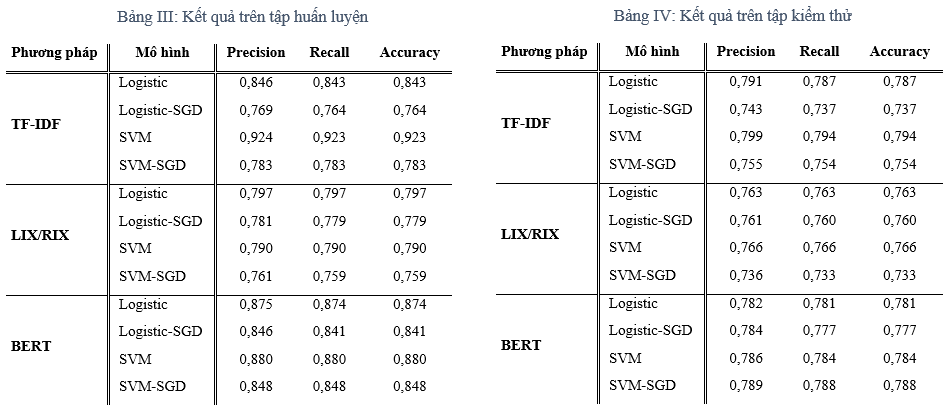 Bảng III: Kết quả trên tập huấn luyện
Phương pháp Mô hình Precision Recall Accuracy
TF-IDF
Logistic 0,846 0,843 0,843
Logistic-SGD 0,769 0,764 0,764
SVM 0,924 0,923 0,923
SVM-SGD 0,783 0,783 0,783
LIX/RIX
Logistic 0,797 0,797 0,797
Logistic-SGD 0,781 0,779 0,779
SVM 0,790 0,790 0,790
SVM-SGD 0,761 0,759 0,759
BERT
Logistic 0,875 0,874 0,874
Logistic-SGD 0,846 0,841 0,841
SVM 0,880 0,880 0,880
SVM-SGD 0,848 0,848 0,848
Bảng IV: Kết quả trên tập kiểm thử
Phương pháp Mô hình Precision Recall Accuracy
TF-IDF
Logistic 0,791 0,787 0,787
Logistic-SGD 0,743 0,737 0,737
SVM 0,799 0,794 0,794
SVM-SGD 0,755 0,754 0,754
LIX/RIX
Logistic 0,763 0,763 0,763
Logistic-SGD 0,761 0,760 0,760
SVM 0,766 0,766 0,766
SVM-SGD 0,736 0,733 0,733
BERT
Logistic 0,782 0,781 0,781
Logistic-SGD 0,784 0,777 0,777
SVM 0,786 0,784 0,784
SVM-SGD 0,789 0,788 0,788